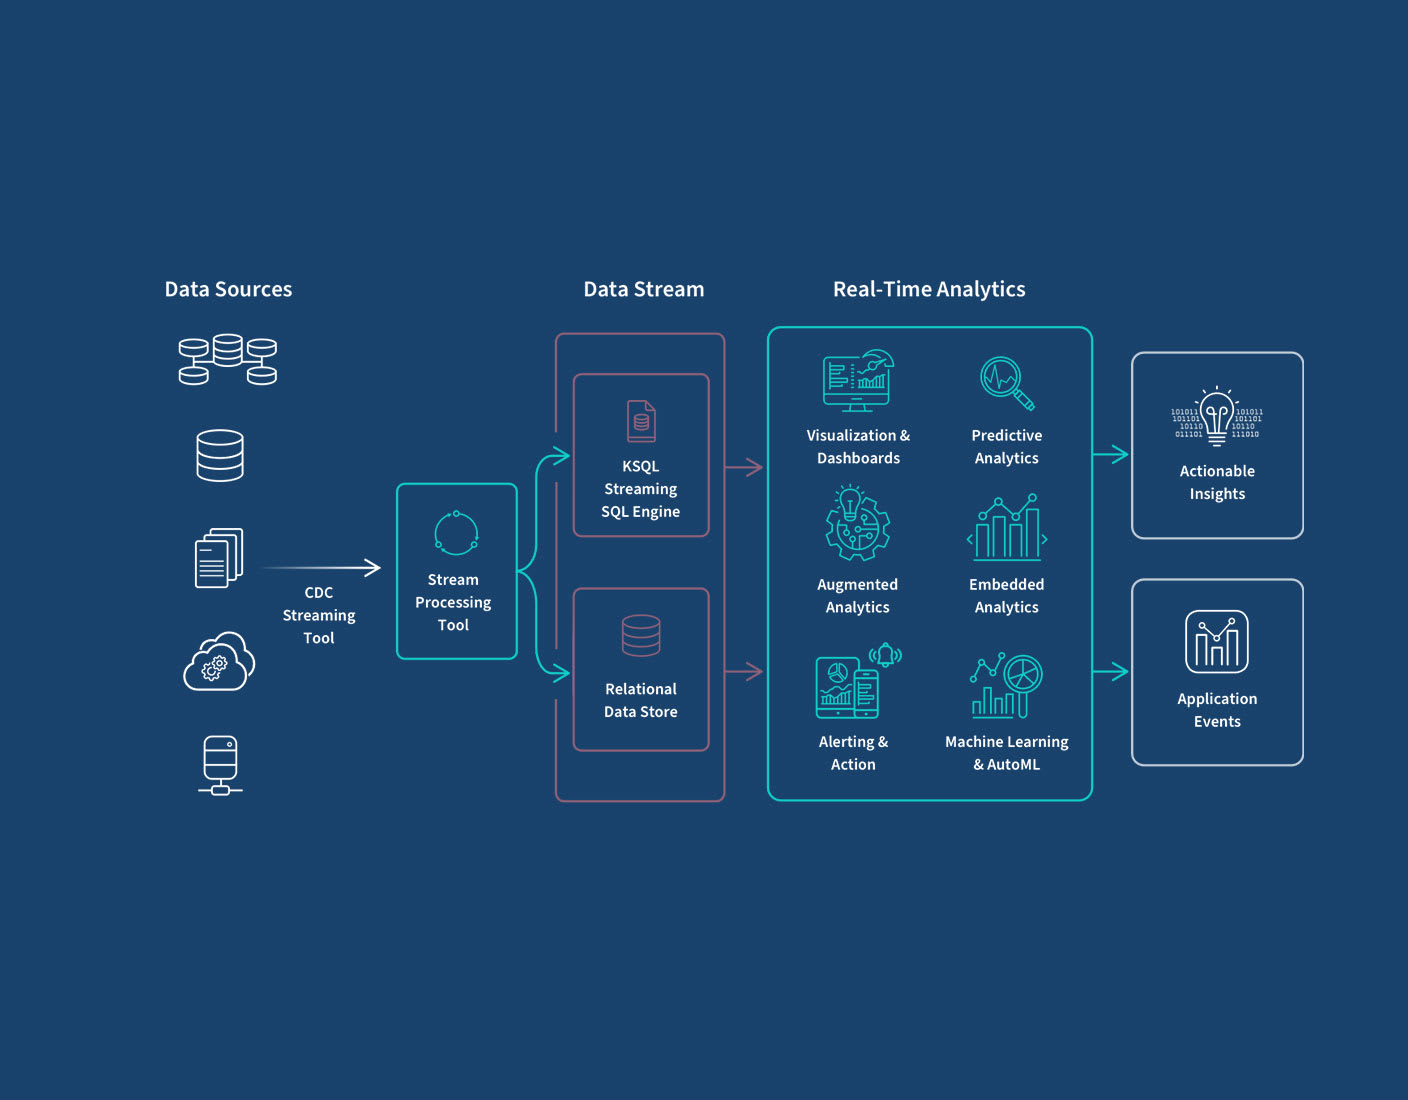 Data Sources
Data Stream
Real-Time Analytics
CDC
Streaming
Tool
Stream
Processing
Tool
KSQL
Streaming
SQL Engine
Relational
Data Store
Visualization &
Dashboards
Predictive
Analytics
Augmented
Analytics
Embedded
Analytics
Alerting &
Action
Machine Learning
& AutoML
101011 101011
101101 101101
10110 10110
011101 111010
Actionable
Insights
Application
Events